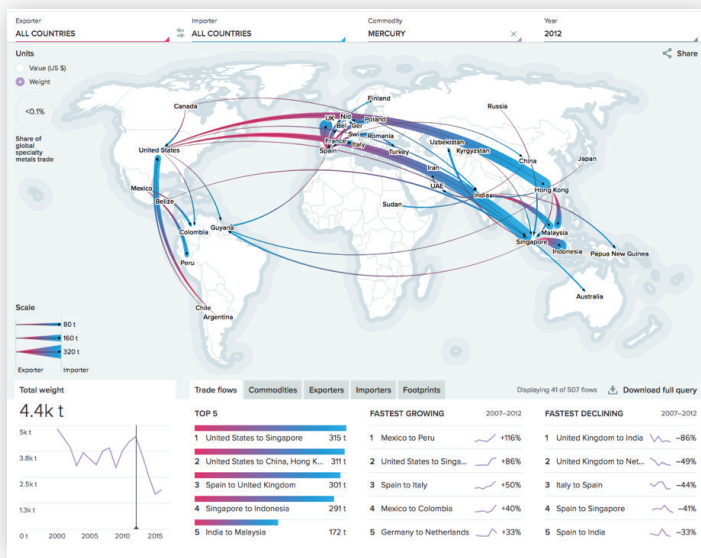 Exporter
ALL COUNTRIES
Importer
ALL COUNTRIES
Commodity
MERCURY
Year
2012
Units
Value (US $)
Weight
<0.1%
Share of
global
specialty
metals trade
Share
Canada
United States
Mexico
Belize
Colombia
Guyana
Peru
Chile
Argentina
Finland
UK
Nld
Poland
Bel
Ger
Swi
Romania
France
Italy
Spain
Turkey
Russia
Uzbekistan
Kyrgyzstan
China
Japan
Iran
UAE
India
Hong Kong
Sudan
Malaysia
Singapore
Indonesia
Papua New Guinea
Australia
Scale
80 t
160 t
320 t
Exporter
Importer
Total weight
4.4k t
5k t
3.8k t
2.5k t
1.3k t
0 t
2000
2005
2010
2015
Trade flows
Commodities
Exporters
Importers
Footprints
Displaying 41 of 507 flows
Download full query
TOP 5
1 United States to Singapore 315 t
2 United States to China, Hong K... 311 t
3 Spain to United Kingdom 301 t
4 Singapore to Indonesia 291 t
5 India to Malaysia 172 t
FASTEST GROWING 2007–2012
1 Mexico to Peru +116%
2 United States to Singa... +86%
3 Spain to Italy +50%
4 Mexico to Colombia +40%
5 Germany to Netherlands +33%
FASTEST DECLINING 2007–2012
1 United Kingdom to India −86%
2 United Kingdom to Net... −49%
3 Italy to Spain −44%
4 Spain to Singapore −41%
5 Spain to India −33%